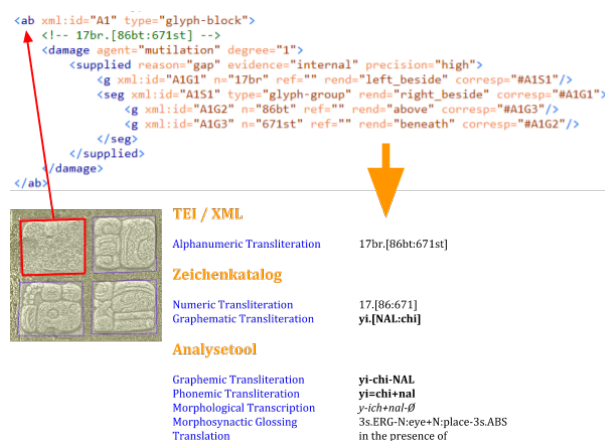 <ab xml:id="A1" type="glyph-block">
<!-- 17br.[86bt:671st] -->
<damage agent="mutilation" degree="1">
<supplied reason="gap" evidence="internal" precision="high">
<g xml:id="A1G1" n="17br" ref="" rend="left_beside" corresp="#A1S1"/>
<seg xml:id="A1S1" type="glyph-group" rend="right_beside" corresp="#A1G1">
<g xml:id="A1G2" n="86bt" ref="" rend="above" corresp="#A1G3"/>
<g xml:id="A1G3" n="671st" ref="" rend="beneath" corresp="#A1G2"/>
</seg>
</supplied>
</damage>
</ab>
TEI / XML
Alphanumeric Transliteration 17br.[86bt:671st]
Zeichenkatalog
Numeric Transliteration 17.[86:671]
Graphematic Transliteration yi.[NAL:chi]
Analysetool
Graphemic Transliteration yi-chi-NAL
Phonemic Transliteration yi=chi+nal
Morphological Transcription y-ich+nal-Ø
Morphosynactic Glossing 3s.ERG-N:eye+N:place-3s.ABS
Translation in the presence of